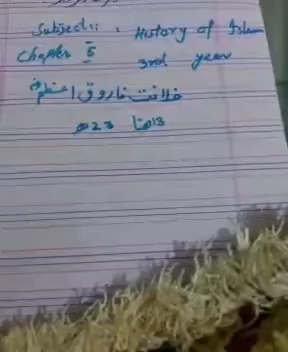 Subject:: : History of Islam
Chapter 5 3rd year
خلافت فاروق اعظمؓ
13ھ تا 23ھ